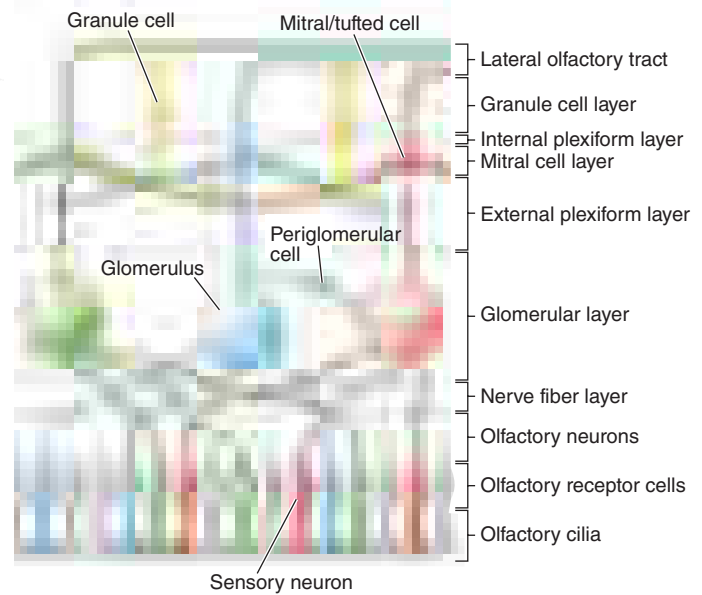 Granule cell
Mitral/tufted cell
Lateral olfactory tract
Granule cell layer
Internal plexiform layer
Mitral cell layer
External plexiform layer
Periglomerular
cell
Glomerulus
Glomerular layer
Nerve fiber layer
Olfactory neurons
Olfactory receptor cells
Olfactory cilia
Sensory neuron